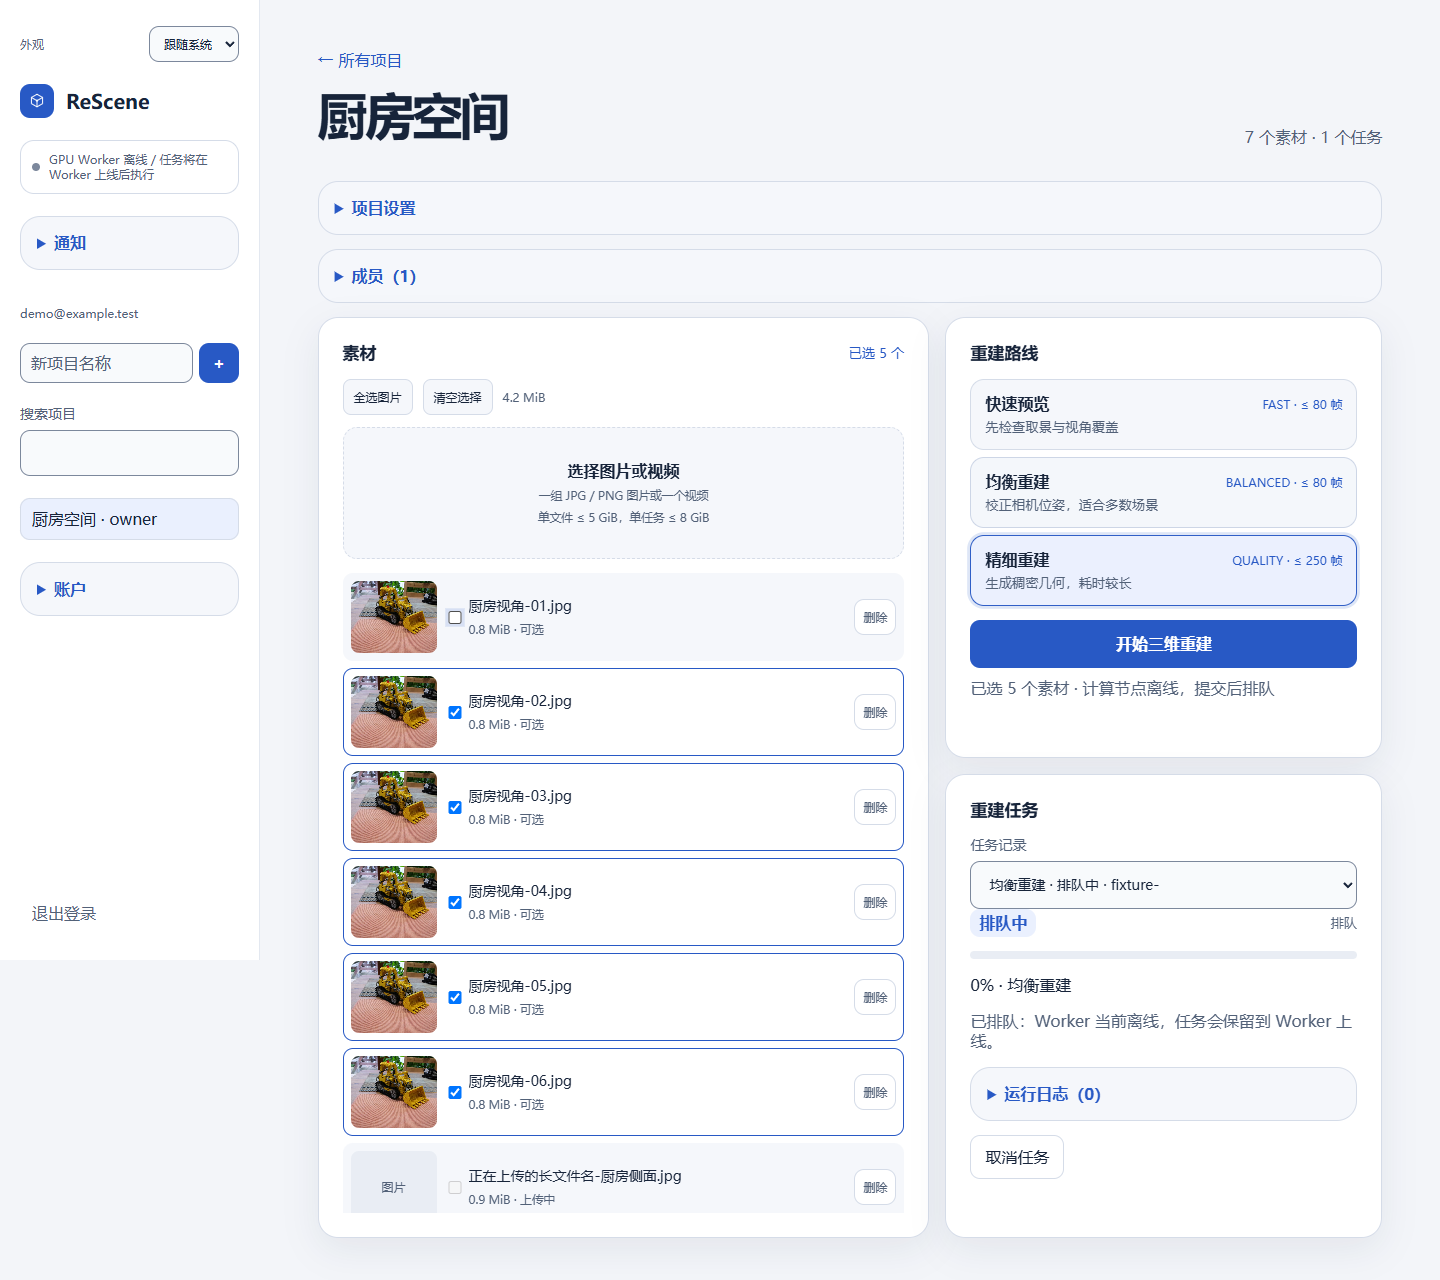 外观
跟随系统
ReScene
GPU Worker 离线 / 任务将在
Worker 上线后执行
▶ 通知
demo@example.test
新项目名称
+
搜索项目
厨房空间 · owner
▶ 账户
退出登录
← 所有项目
厨房空间
7 个素材 · 1 个任务
▶ 项目设置
▶ 成员（1）
素材
已选 5 个
全选图片
清空选择
4.2 MiB
选择图片或视频
一组 JPG / PNG 图片或一个视频
单文件 ≤ 5 GiB，单任务 ≤ 8 GiB
厨房视角-01.jpg
0.8 MiB · 可选
删除
厨房视角-02.jpg
0.8 MiB · 可选
删除
厨房视角-03.jpg
0.8 MiB · 可选
删除
厨房视角-04.jpg
0.8 MiB · 可选
删除
厨房视角-05.jpg
0.8 MiB · 可选
删除
厨房视角-06.jpg
0.8 MiB · 可选
删除
图片
正在上传的长文件名-厨房侧面.jpg
0.9 MiB · 上传中
删除
重建路线
快速预览
FAST · ≤ 80 帧
先检查取景与视角覆盖
均衡重建
BALANCED · ≤ 80 帧
校正相机位姿，适合多数场景
精细重建
QUALITY · ≤ 250 帧
生成稠密几何，耗时较长
开始三维重建
已选 5 个素材 · 计算节点离线，提交后排队
重建任务
任务记录
均衡重建 · 排队中 · fixture-
排队中
排队
0% · 均衡重建
已排队：Worker 当前离线，任务会保留到 Worker 上
线。
▶ 运行日志（0）
取消任务